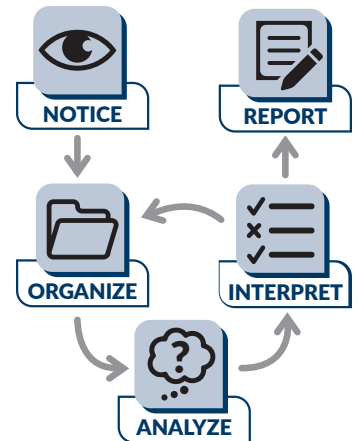 NOTICE
REPORT
ORGANIZE
INTERPRET
?
ANALYZE